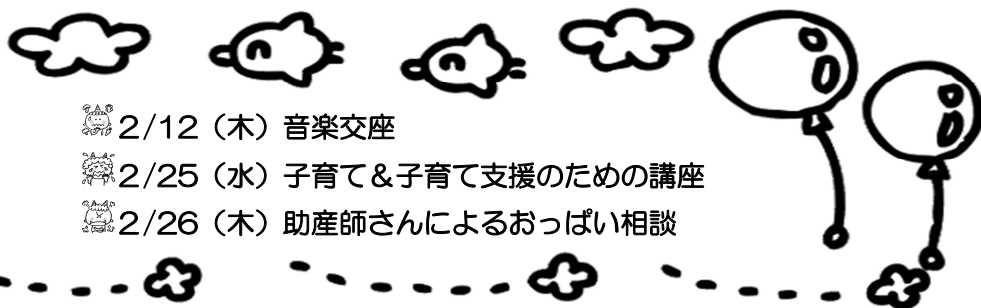 2/12（木）音楽交座
2/25（水）子育て＆子育て支援のための講座
2/26（木）助産師さんによるおっぱい相談